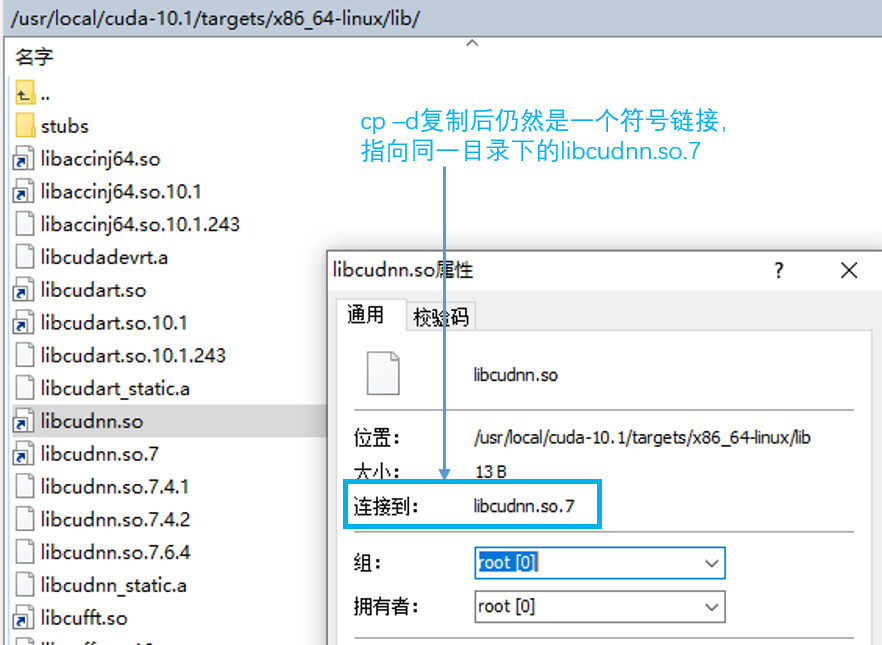 /usr/local/cuda-10.1/targets/x86_64-linux/lib/
名字
..
stubs
libaccinj64.so
libaccinj64.so.10.1
libaccinj64.so.10.1.243
libcudadevrt.a
libcudart.so
libcudart.so.10.1
libcudart.so.10.1.243
libcudart_static.a
libcudnn.so
libcudnn.so.7
libcudnn.so.7.4.1
libcudnn.so.7.4.2
libcudnn.so.7.6.4
libcudnn_static.a
libcufft.so
cp –d复制后仍然是一个符号链接,
指向同一目录下的libcudnn.so.7
libcudnn.so属性 ?
通用 校验码
libcudnn.so
位置: /usr/local/cuda-10.1/targets/x86_64-linux/lib
大小: 13 B
连接到: libcudnn.so.7
组: root [0]
拥有者: root [0]